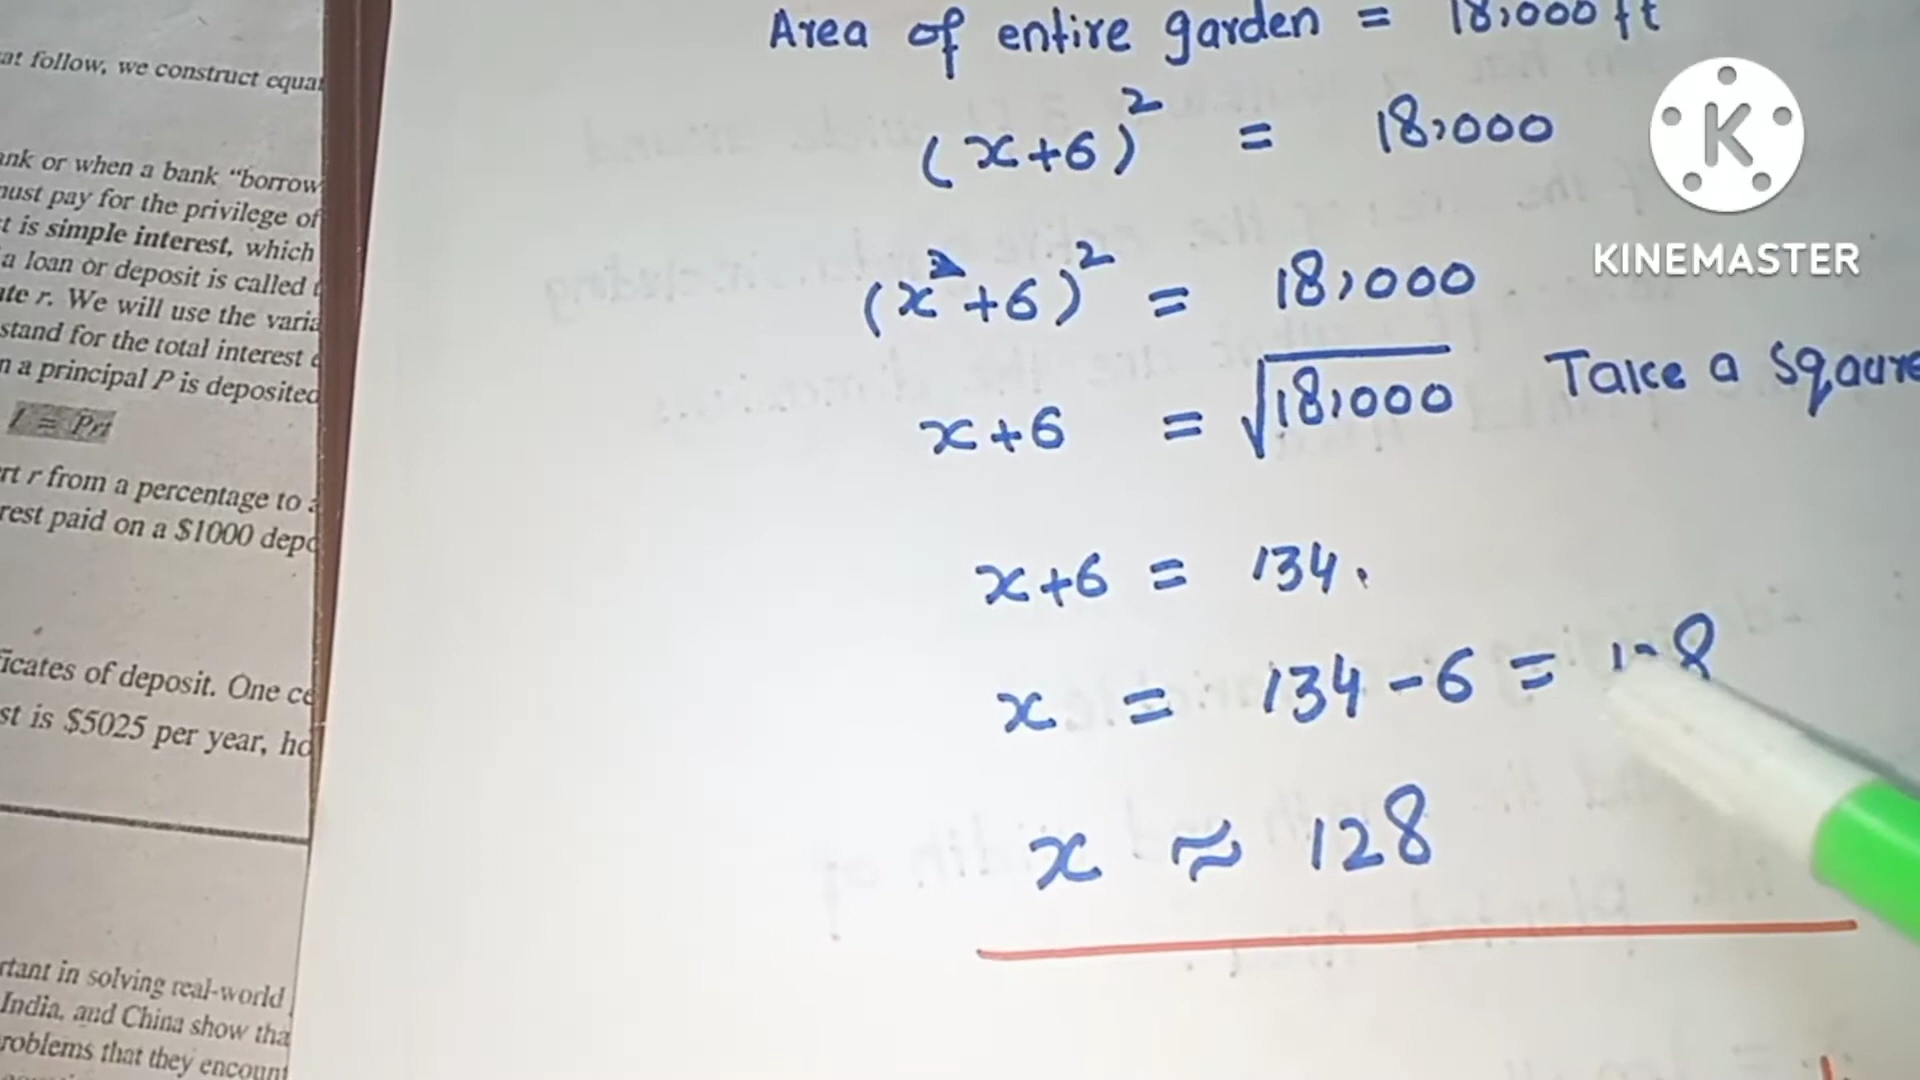 at follow, we construct equa
ank or when a bank "borrow
must pay for the privilege of
t is simple interest, which
a loan or deposit is called
ate r. We will use the varia
stand for the total interest
n a principal P is deposited
I = Prt
rt r from a percentage to
rest paid on a $1000 depo
ficates of deposit. One ce
st is $5025 per year, ho
rtant in solving real-world
India, and China show tha
roblems that they encount
Area of entire garden = 18,000 ft
(x+6)² = 18,000
(x²+6)² = 18,000
x+6 = √18,000 Take a sqaure
x+6 = 134.
x = 134-6 = 128
x ≈ 128
K
KINEMASTER